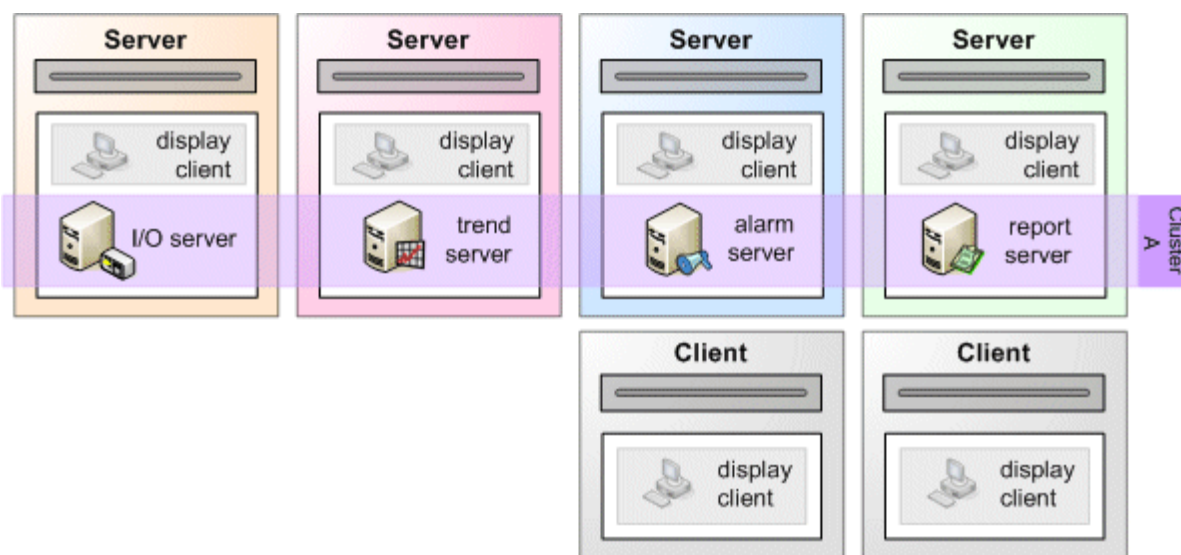 Server
display
client
I/O server
Server
display
client
trend
server
Server
display
client
alarm
server
Server
display
client
report
server
Cluster
A
Client
display
client
Client
display
client